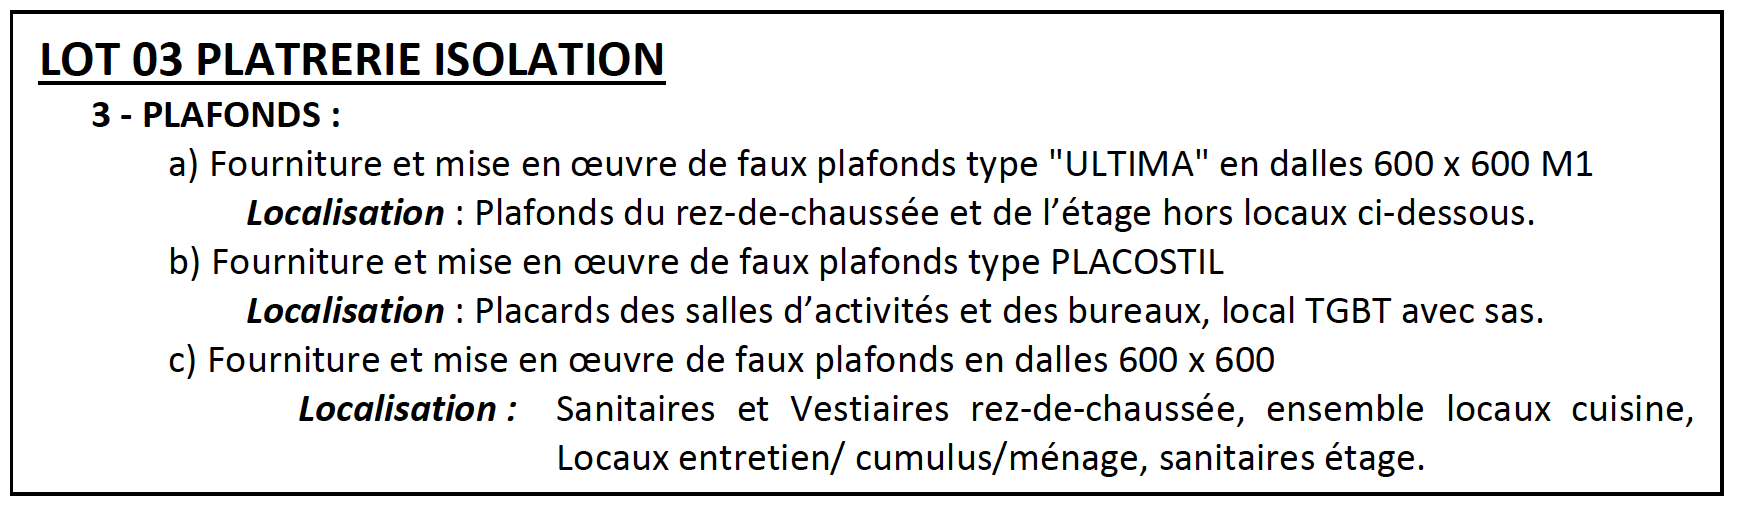 LOT 03 PLATRERIE ISOLATION
3 - PLAFONDS :
a) Fourniture et mise en œuvre de faux plafonds type "ULTIMA" en dalles 600 x 600 M1
Localisation : Plafonds du rez-de-chaussée et de l’étage hors locaux ci-dessous.
b) Fourniture et mise en œuvre de faux plafonds type PLACOSTIL
Localisation : Placards des salles d’activités et des bureaux, local TGBT avec sas.
c) Fourniture et mise en œuvre de faux plafonds en dalles 600 x 600
Localisation : Sanitaires et Vestiaires rez-de-chaussée, ensemble locaux cuisine,
Locaux entretien/ cumulus/ménage, sanitaires étage.